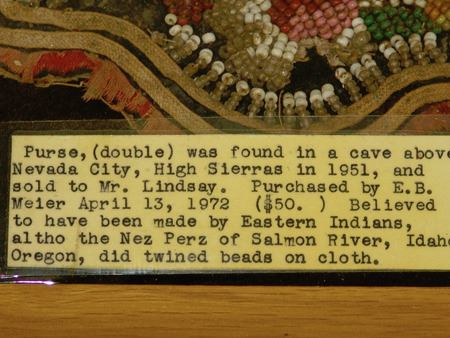 Purse,(double) was found in a cave above
Nevada City, High Sierras in 1951, and
sold to Mr. Lindsay.  Purchased by E.B.
Meier April 13, 1972  ($50. )  Believed
to have been made by Eastern Indians,
altho the Nez Perz of Salmon River, Idaho
Oregon, did twined beads on cloth.